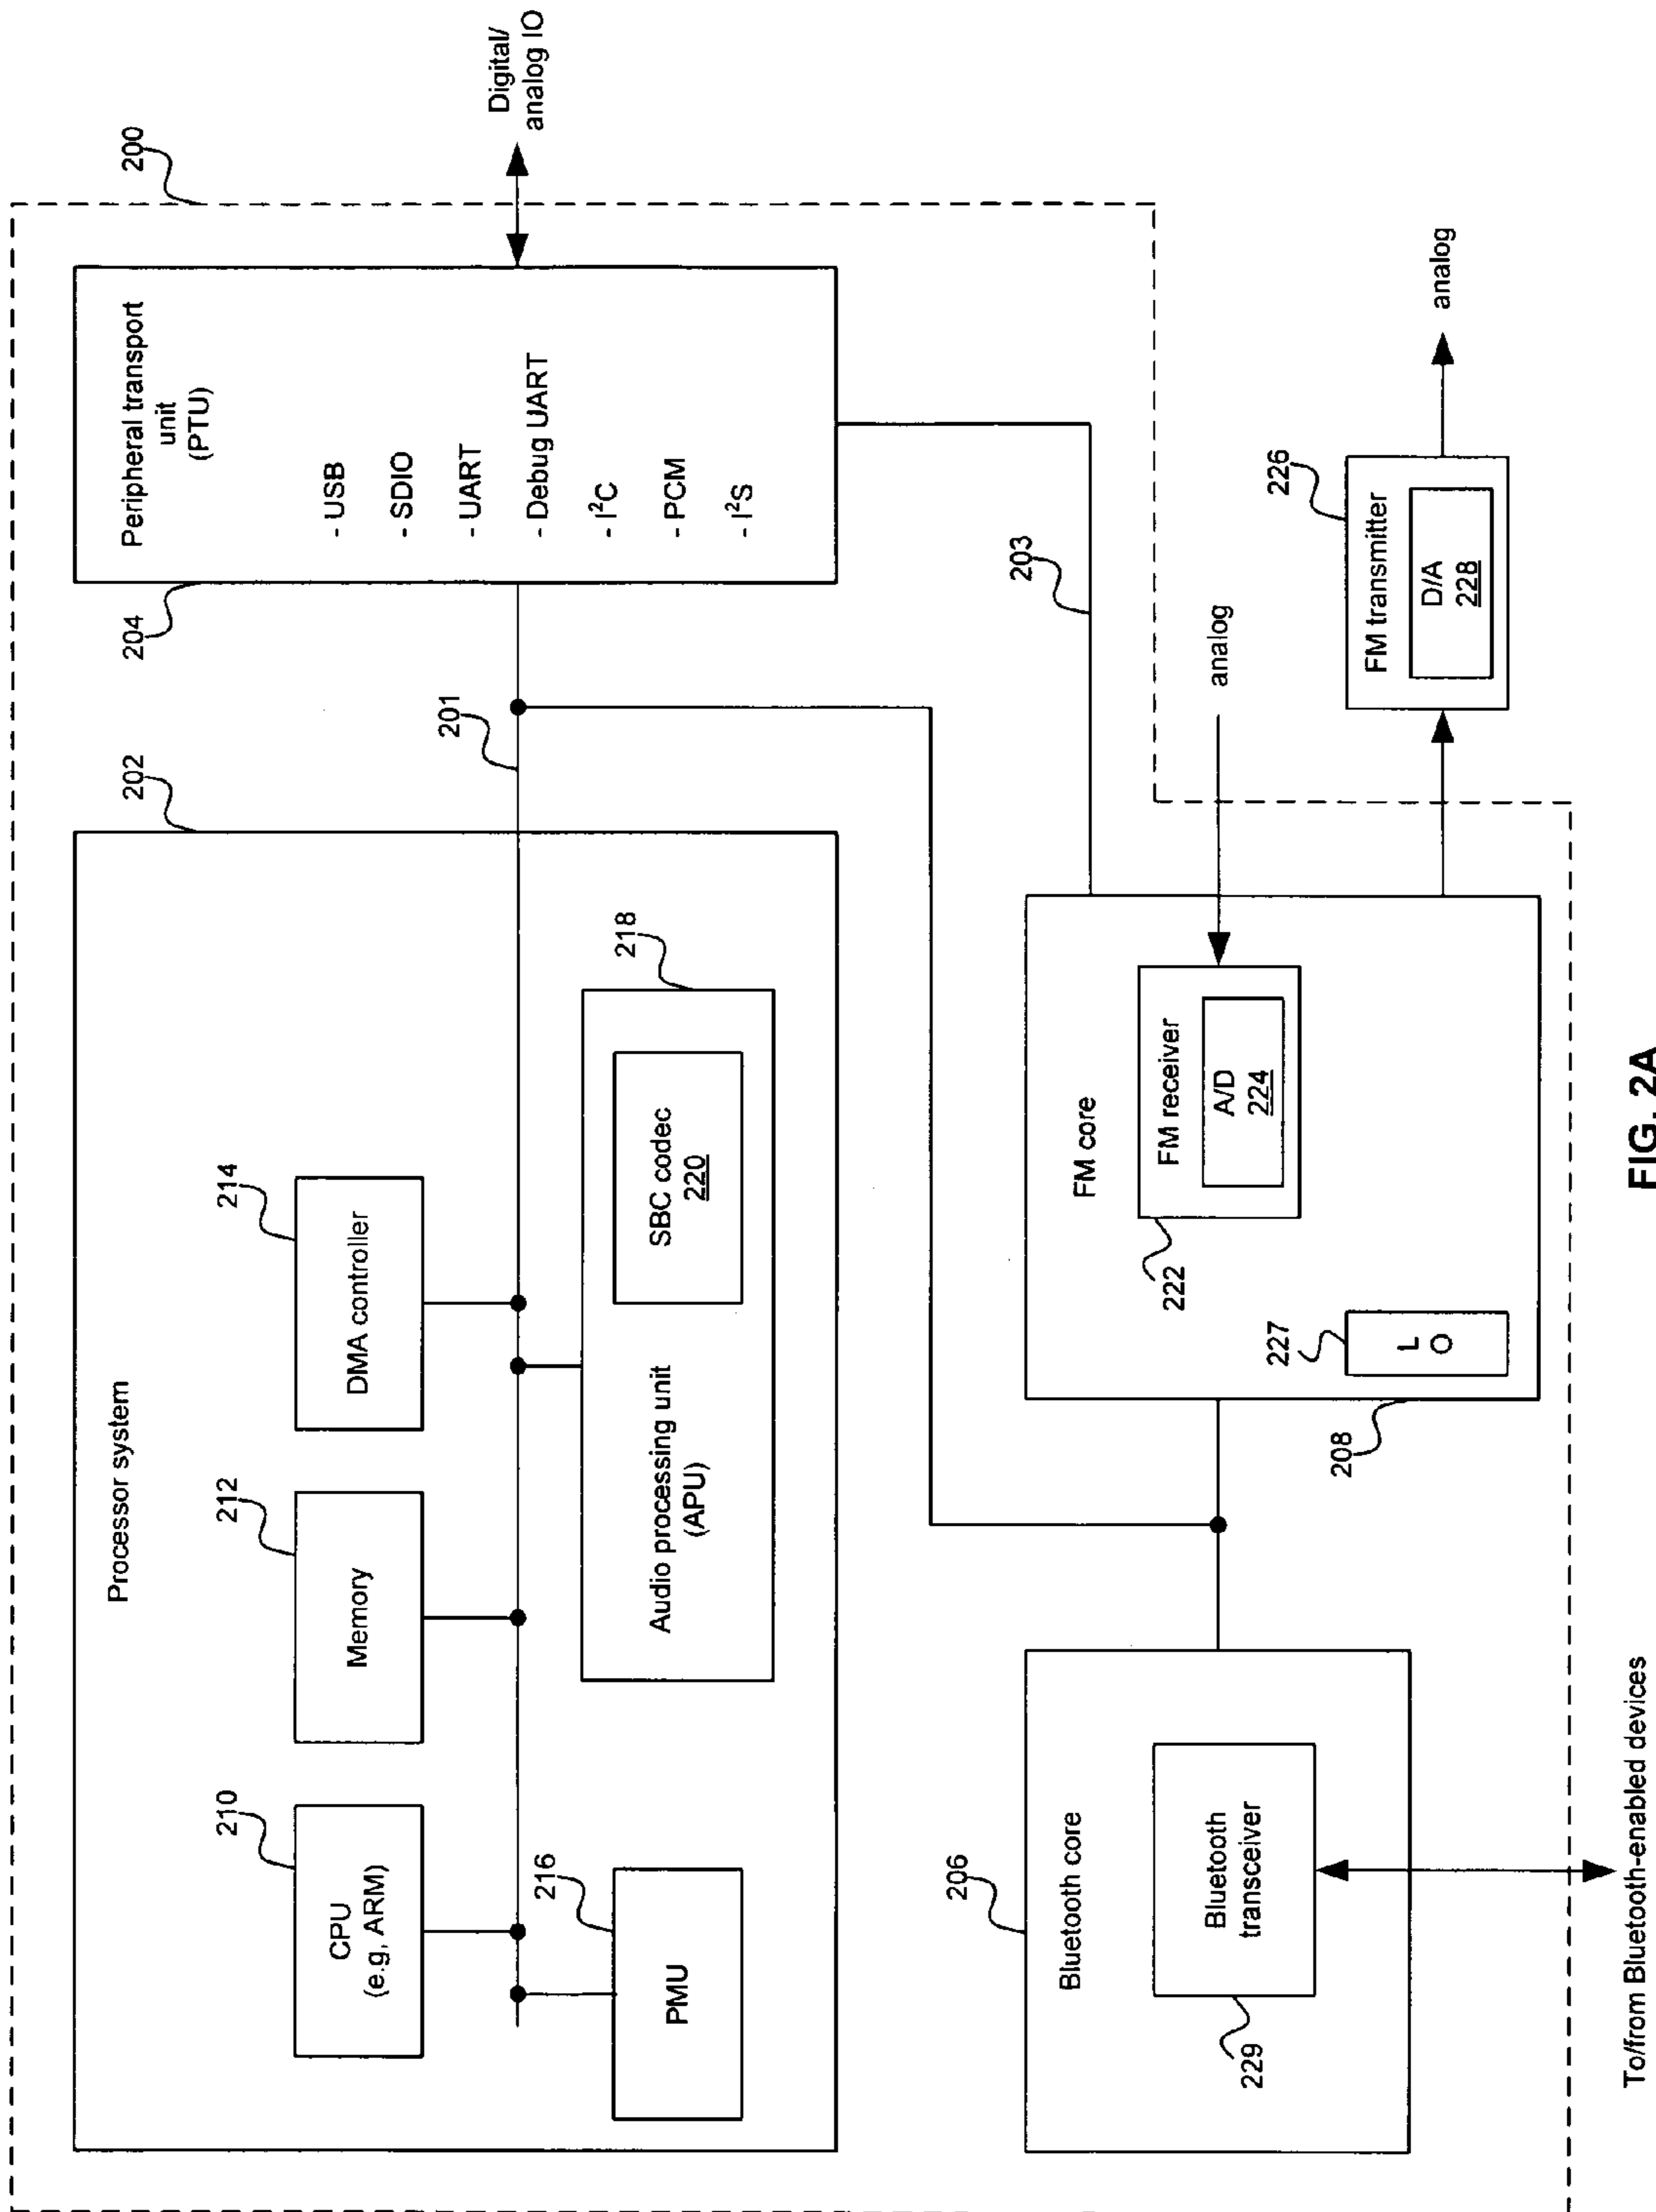 200
Digital/
analog IO
202
204
Processor system
Peripheral transport
unit
(PTU)
210
212
214
CPU
(e.g, ARM)
Memory
DMA controller
- USB
- SDIO
- UART
- Debug UART
- I²C
- PCM
- I²S
201
216
218
PMU
Audio processing unit
(APU)
SBC codec
220
206
203
Bluetooth core
FM core
Bluetooth
transceiver
229
222
FM receiver
A/D
224
analog
227
L
O
208
226
FM transmitter
D/A
228
analog
To/from Bluetooth-enabled devices
FIG. 2A